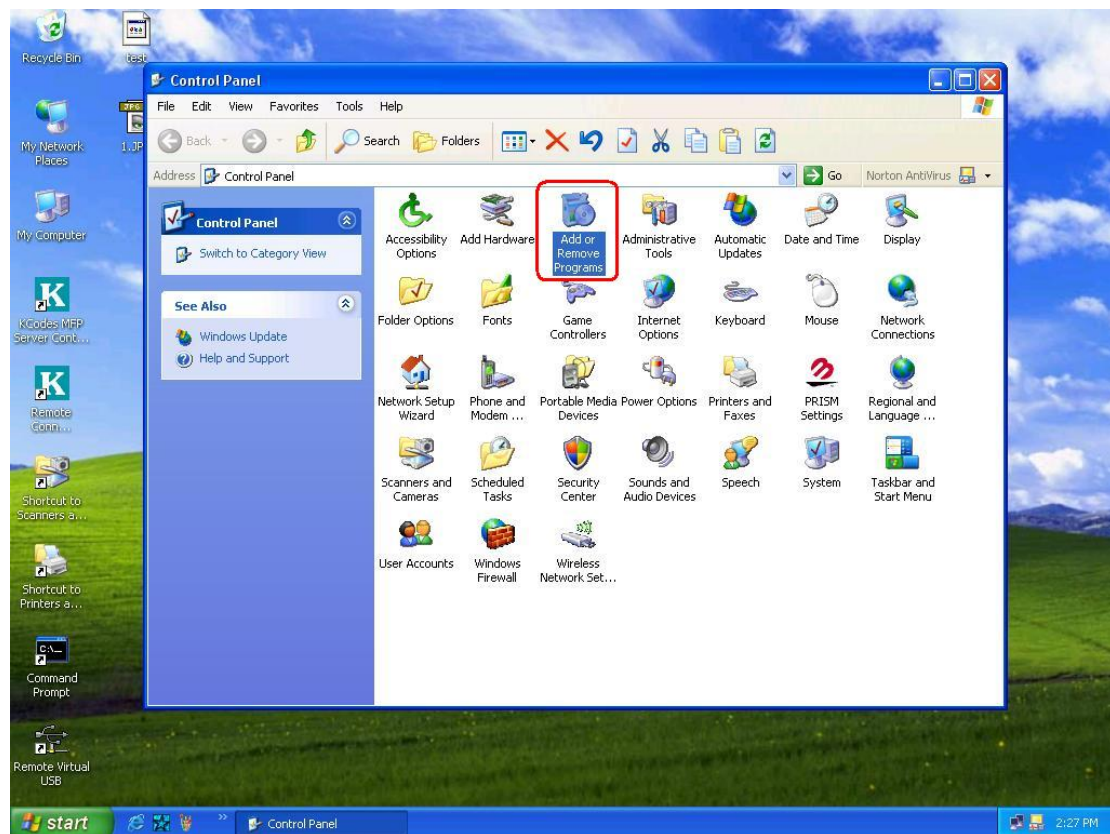 Recycle Bin
test
My Network
Places
1.JP
My Computer
KCodes MFP
Server Cont...
Remote
Conn...
Shortcut to
Scanners a...
Shortcut to
Printers a...
C:\_
Command
Prompt
Remote Virtual
USB
Control Panel
File Edit View Favorites Tools Help
Back Search Folders
Address Control Panel Go Norton AntiVirus
Control Panel
Switch to Category View
See Also
Windows Update
Help and Support
Accessibility
Options
Add Hardware
Add or
Remove
Programs
Administrative
Tools
Automatic
Updates
Date and Time
Display
Folder Options
Fonts
Game
Controllers
Internet
Options
Keyboard
Mouse
Network
Connections
Network Setup
Wizard
Phone and
Modem ...
Portable Media
Devices
Power Options
Printers and
Faxes
PRISM
Settings
Regional and
Language ...
Scanners and
Cameras
Scheduled
Tasks
Security
Center
Sounds and
Audio Devices
Speech
System
Taskbar and
Start Menu
User Accounts
Windows
Firewall
Wireless
Network Set...
start
Control Panel
2:27 PM